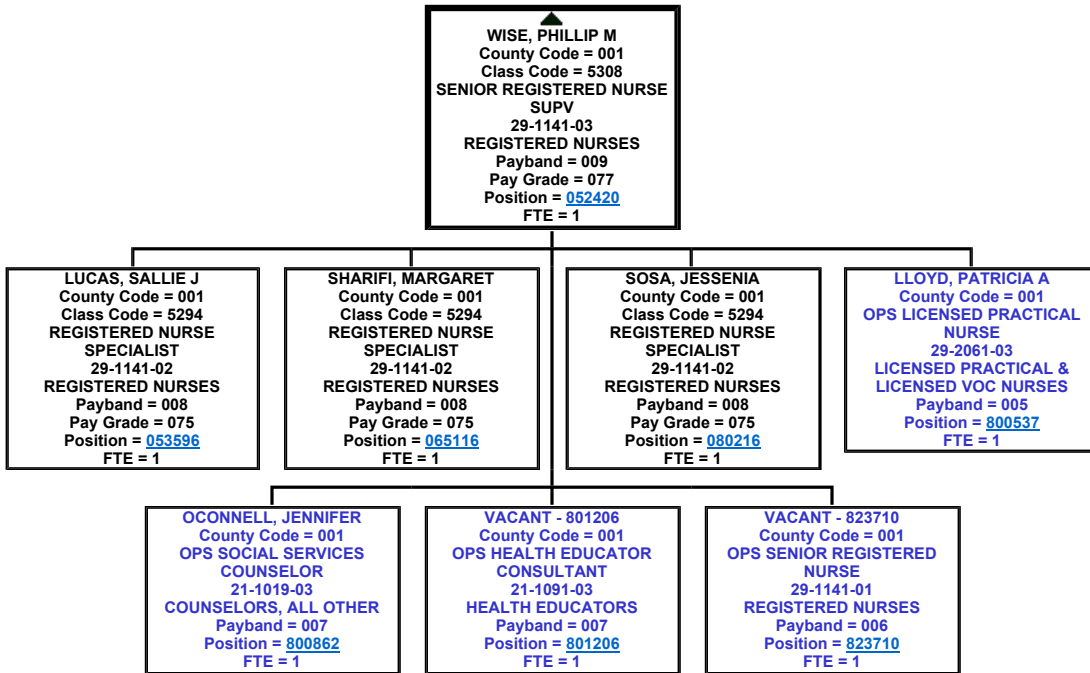 WISE, PHILLIP M
County Code = 001
Class Code = 5308
SENIOR REGISTERED NURSE
SUPV
29-1141-03
REGISTERED NURSES
Payband = 009
Pay Grade = 077
Position = 052420
FTE = 1
LUCAS, SALLIE J
County Code = 001
Class Code = 5294
REGISTERED NURSE
SPECIALIST
29-1141-02
REGISTERED NURSES
Payband = 008
Pay Grade = 075
Position = 053596
FTE = 1
SHARIFI, MARGARET
County Code = 001
Class Code = 5294
REGISTERED NURSE
SPECIALIST
29-1141-02
REGISTERED NURSES
Payband = 008
Pay Grade = 075
Position = 065116
FTE = 1
SOSA, JESSENIA
County Code = 001
Class Code = 5294
REGISTERED NURSE
SPECIALIST
29-1141-02
REGISTERED NURSES
Payband = 008
Pay Grade = 075
Position = 080216
FTE = 1
LLOYD, PATRICIA A
County Code = 001
OPS LICENSED PRACTICAL
NURSE
29-2061-03
LICENSED PRACTICAL &
LICENSED VOC NURSES
Payband = 005
Position = 800537
FTE = 1
OCONNELL, JENNIFER
County Code = 001
OPS SOCIAL SERVICES
COUNSELOR
21-1019-03
COUNSELORS, ALL OTHER
Payband = 007
Position = 800862
FTE = 1
VACANT - 801206
County Code = 001
OPS HEALTH EDUCATOR
CONSULTANT
21-1091-03
HEALTH EDUCATORS
Payband = 007
Position = 801206
FTE = 1
VACANT - 823710
County Code = 001
OPS SENIOR REGISTERED
NURSE
29-1141-01
REGISTERED NURSES
Payband = 006
Position = 823710
FTE = 1